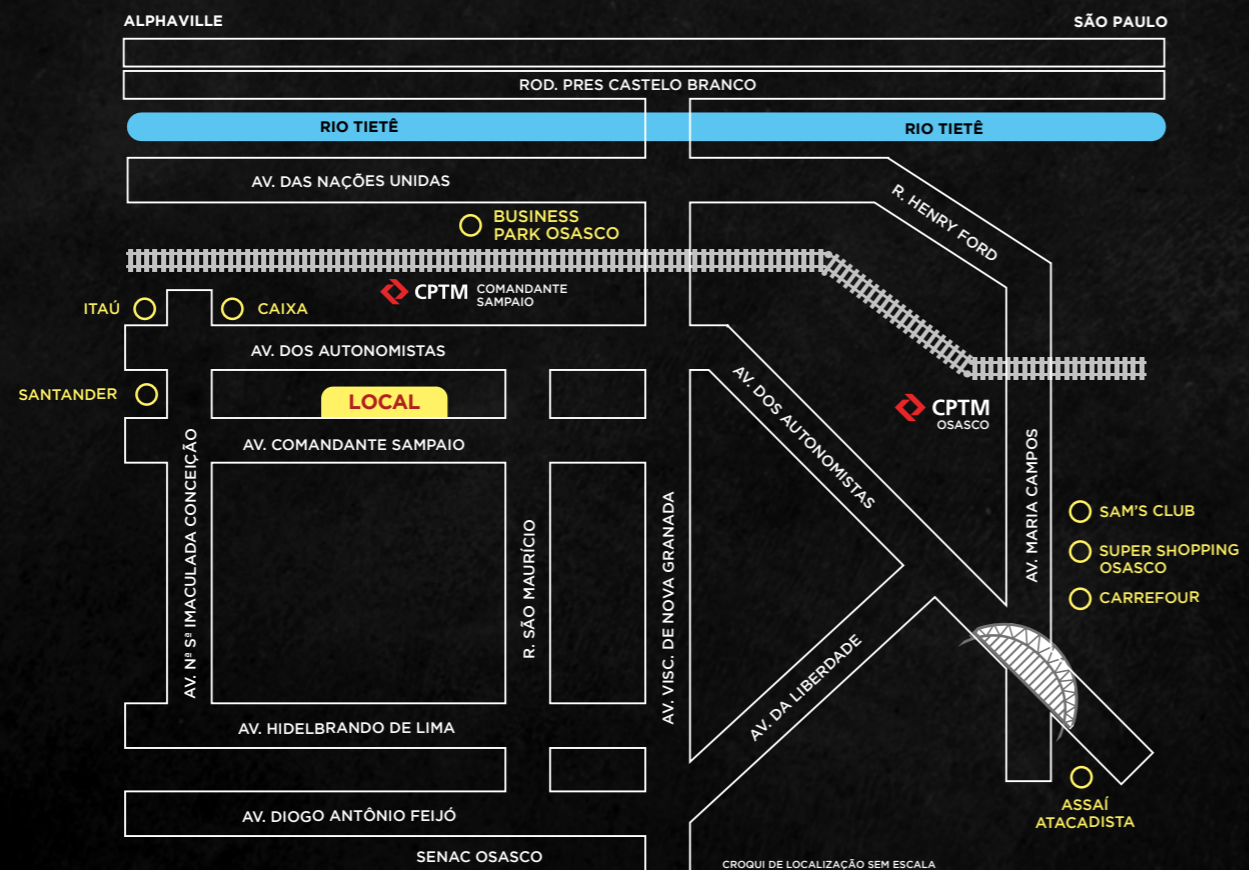 ALPHAVILLE
SÃO PAULO
ROD. PRES CASTELO BRANCO
RIO TIETÊ
RIO TIETÊ
AV. DAS NAÇÕES UNIDAS
R. HENRY FORD
BUSINESS
PARK OSASCO
CPTM COMANDANTE
SAMPAIO
ITAÚ
CAIXA
AV. DOS AUTONOMISTAS
SANTANDER
LOCAL
AV. DOS AUTONOMISTAS
CPTM
OSASCO
AV. COMANDANTE SAMPAIO
AV. Nª Sª IMACULADA CONCEIÇÃO
R. SÃO MAURÍCIO
AV. VISC. DE NOVA GRANADA
AV. MARIA CAMPOS
SAM'S CLUB
SUPER SHOPPING
OSASCO
CARREFOUR
AV. DA LIBERDADE
AV. HIDELBRANDO DE LIMA
AV. DIOGO ANTÔNIO FEIJÓ
ASSAÍ
ATACADISTA
SENAC OSASCO
CROQUI DE LOCALIZAÇÃO SEM ESCALA